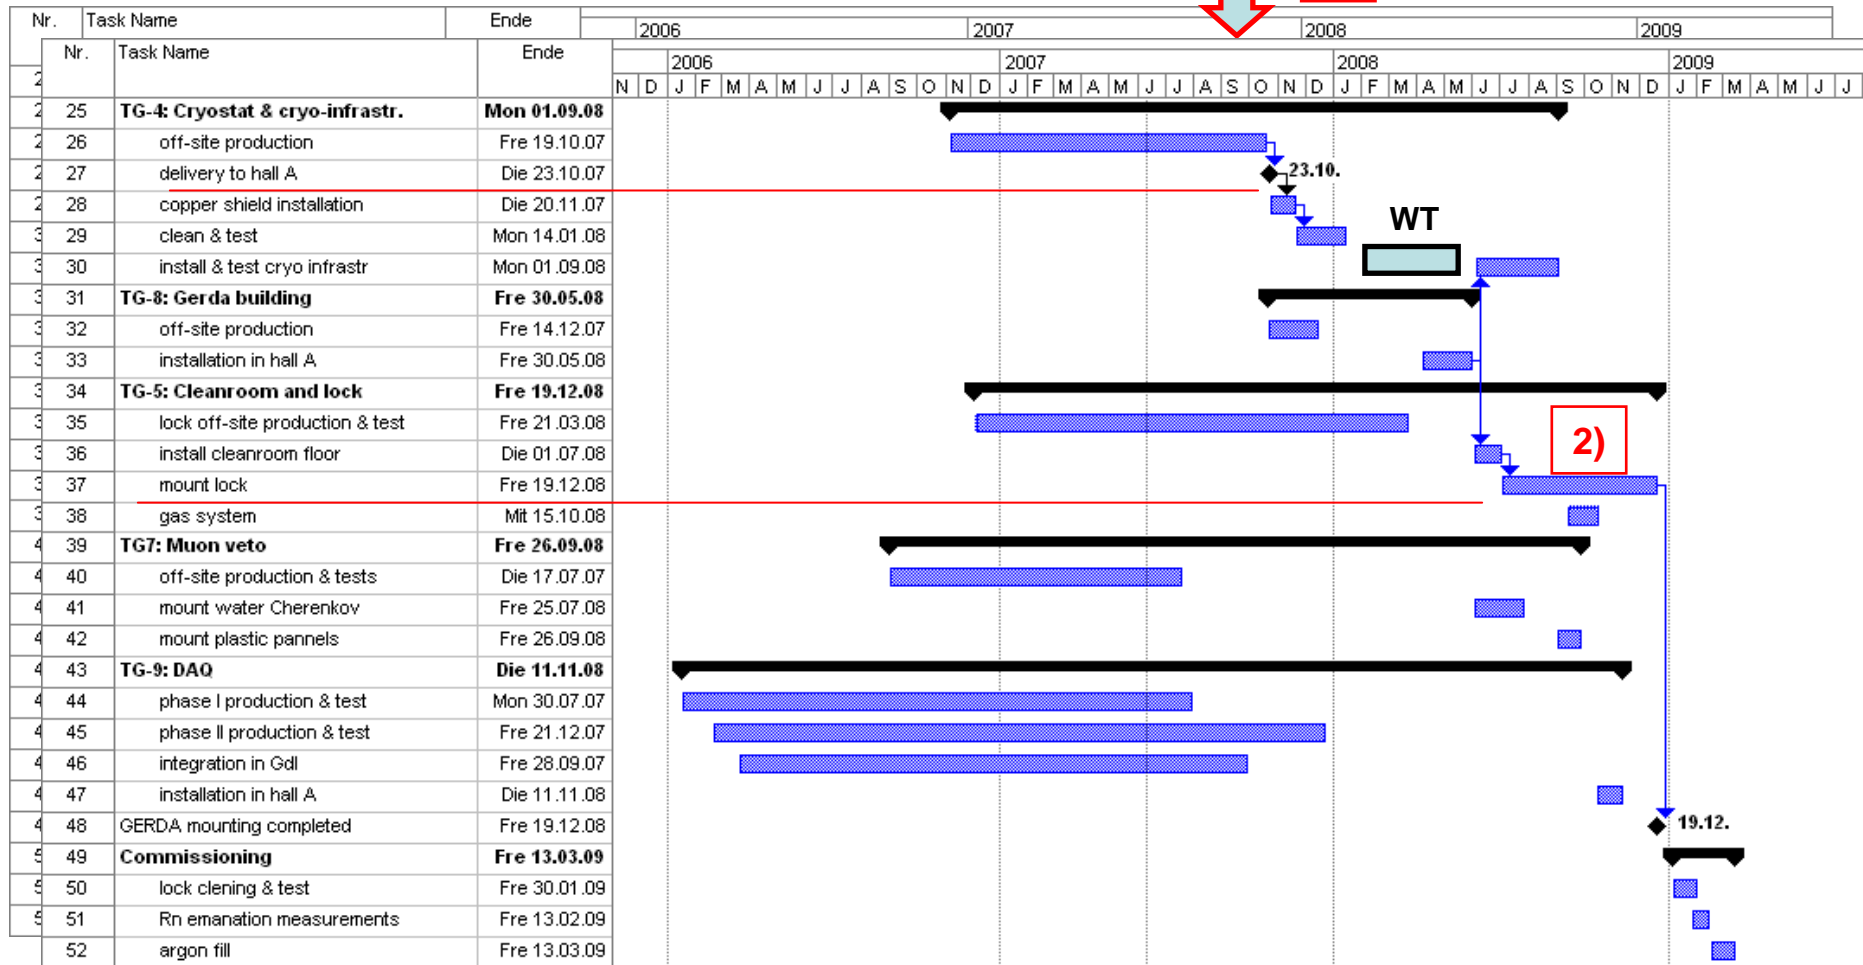 Nr. Task Name Ende 2006 2007 2008 2009
Nr. Task Name Ende 2006 2007 2008 2009
N D J F M A M J J A S O N D J F M A M J J A S O N D J F M A M J J A S O N D J F M A M J J
25 TG-4: Cryostat & cryo-infrastr. Mon 01.09.08
26 off-site production Fre 19.10.07
27 delivery to hall A Die 23.10.07 23.10.
28 copper shield installation Die 20.11.07
WT
29 clean & test Mon 14.01.08
30 install & test cryo infrastr Mon 01.09.08
31 TG-8: Gerda building Fre 30.05.08
32 off-site production Fre 14.12.07
33 installation in hall A Fre 30.05.08
34 TG-5: Cleanroom and lock Fre 19.12.08
35 lock off-site production & test Fre 21.03.08
2)
36 install cleanroom floor Die 01.07.08
37 mount lock Fre 19.12.08
38 gas system Mit 15.10.08
39 TG7: Muon veto Fre 26.09.08
40 off-site production & tests Die 17.07.07
41 mount water Cherenkov Fre 25.07.08
42 mount plastic pannels Fre 26.09.08
43 TG-9: DAQ Die 11.11.08
44 phase I production & test Mon 30.07.07
45 phase II production & test Fre 21.12.07
46 integration in Gdl Fre 28.09.07
47 installation in hall A Die 11.11.08
48 GERDA mounting completed Fre 19.12.08 19.12.
49 Commissioning Fre 13.03.09
50 lock clening & test Fre 30.01.09
51 Rn emanation measurements Fre 13.02.09
52 argon fill Fre 13.03.09